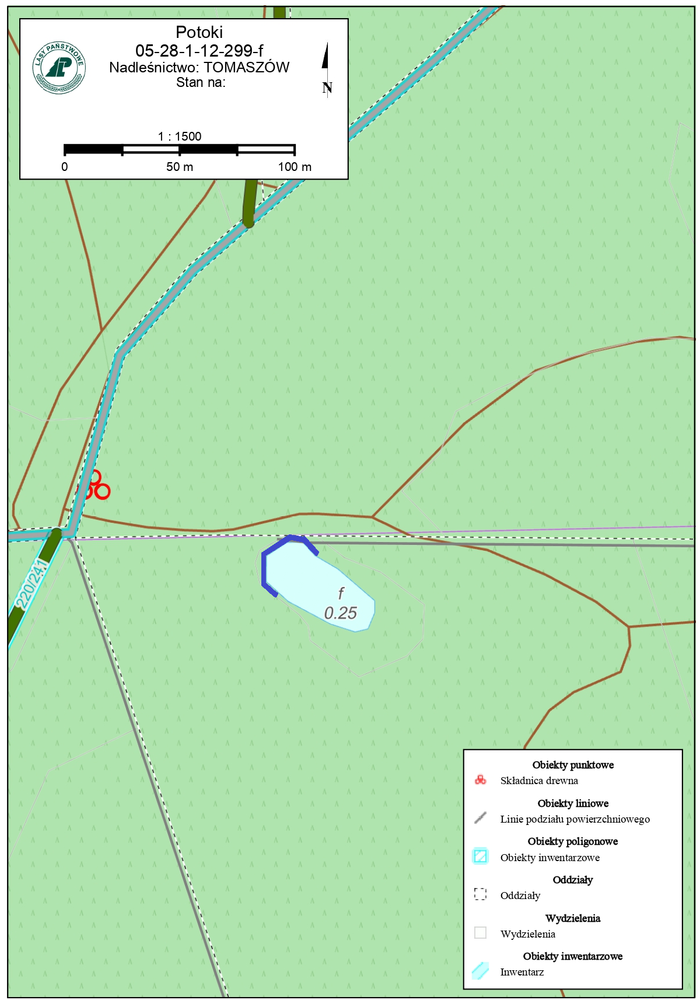 Potoki
05-28-1-12-299-f
Nadleśnictwo: TOMASZÓW
Stan na:
LASY PAŃSTWOWE
N
1 : 1500
0 50 m 100 m
220/241
f
0.25
Obiekty punktowe
Składnica drewna
Obiekty liniowe
Linie podziału powierzchniowego
Obiekty poligonowe
Obiekty inwentarzowe
Oddziały
Oddziały
Wydzielenia
Wydzielenia
Obiekty inwentarzowe
Inwentarz